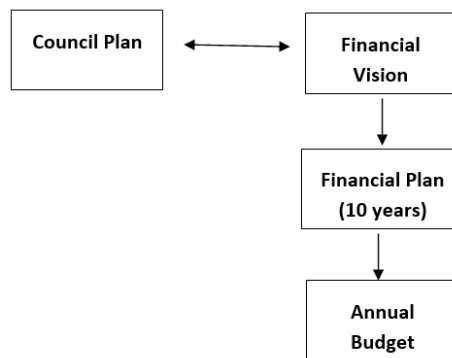 Council Plan
Financial
Vision
Financial Plan
(10 years)
Annual
Budget